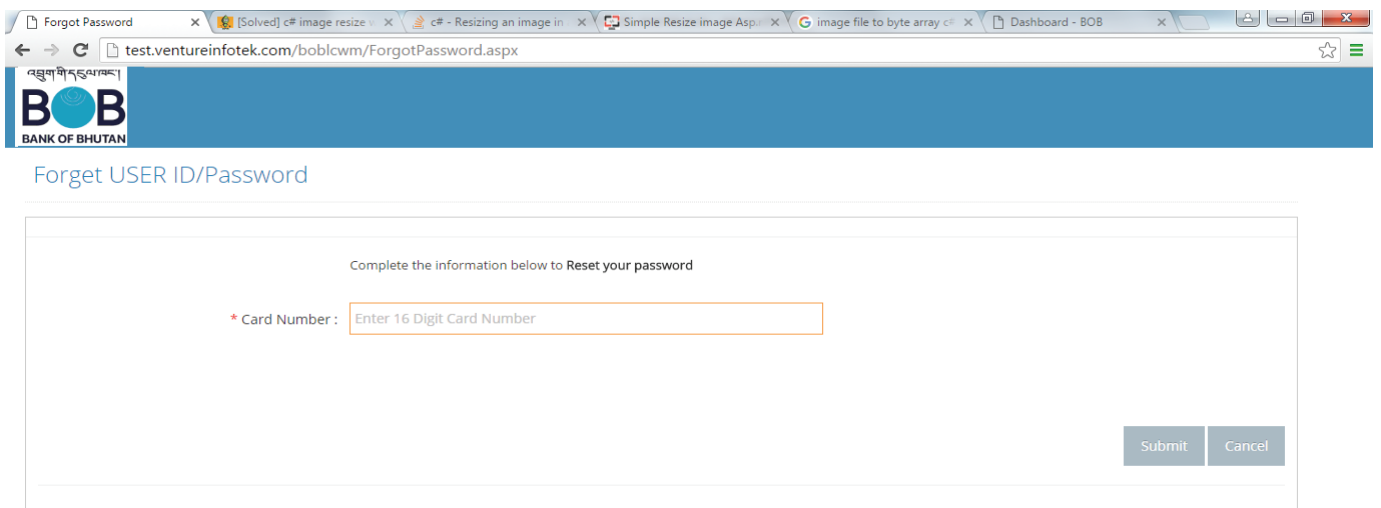 Forgot Password
[Solved] c# image resize w
c# - Resizing an image in
Simple Resize image Asp.n
image file to byte array c#
Dashboard - BOB
test.ventureinfotek.com/boblcwm/ForgotPassword.aspx
BOB
BANK OF BHUTAN
Forget USER ID/Password
Complete the information below to Reset your password
* Card Number :
Enter 16 Digit Card Number
Submit
Cancel